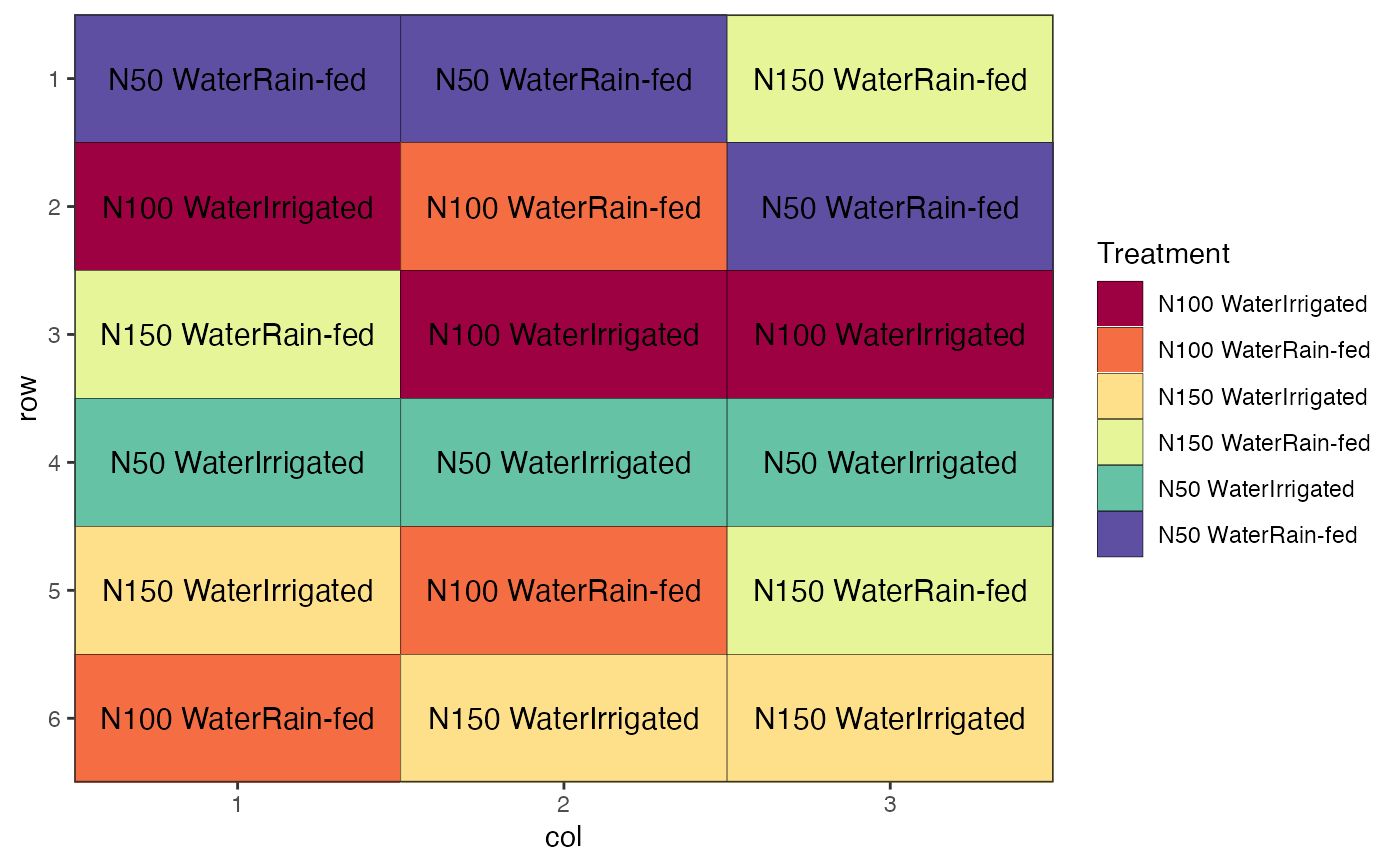 1
N50 WaterRain-fed
N50 WaterRain-fed
N150 WaterRain-fed
2
N100 WaterIrrigated
N100 WaterRain-fed
N50 WaterRain-fed
3
N150 WaterRain-fed
N100 WaterIrrigated
N100 WaterIrrigated
4
N50 WaterIrrigated
N50 WaterIrrigated
N50 WaterIrrigated
5
N150 WaterIrrigated
N100 WaterRain-fed
N150 WaterRain-fed
6
N100 WaterRain-fed
N150 WaterIrrigated
N150 WaterIrrigated
row
1
2
3
col
Treatment
N100 WaterIrrigated
N100 WaterRain-fed
N150 WaterIrrigated
N150 WaterRain-fed
N50 WaterIrrigated
N50 WaterRain-fed